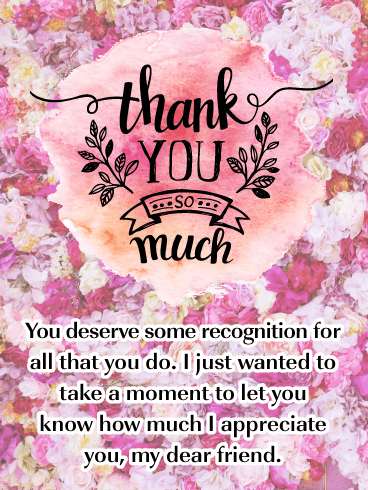 thank
YOU
SO
much
You deserve some recognition for
all that you do. I just wanted to
take a moment to let you
know how much I appreciate
you, my dear friend.